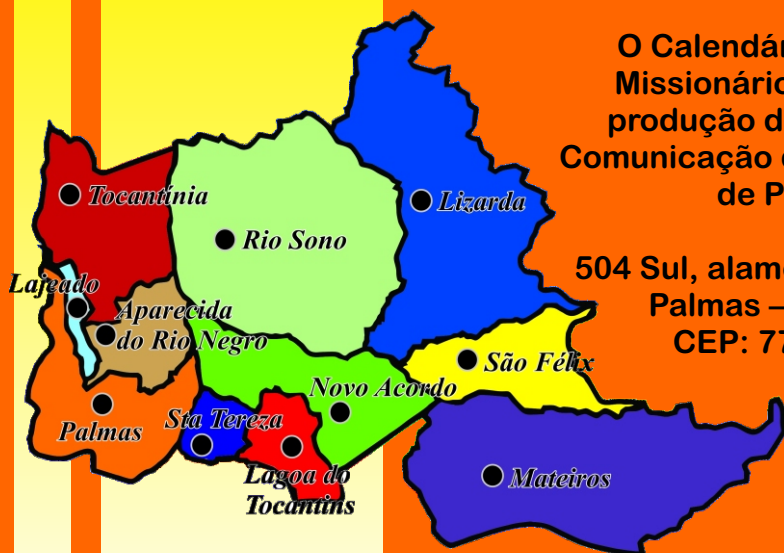 O Calendár
Missionário
produção d
Comunicação
de P
504 Sul, alame
Palmas –
CEP: 77
Tocantínia
Lizarda
Rio Sono
Lajeado
Aparecida
do Rio Negro
São Félix
Novo Acordo
Palmas
Sta Tereza
Lagoa do
Tocantins
Mateiros